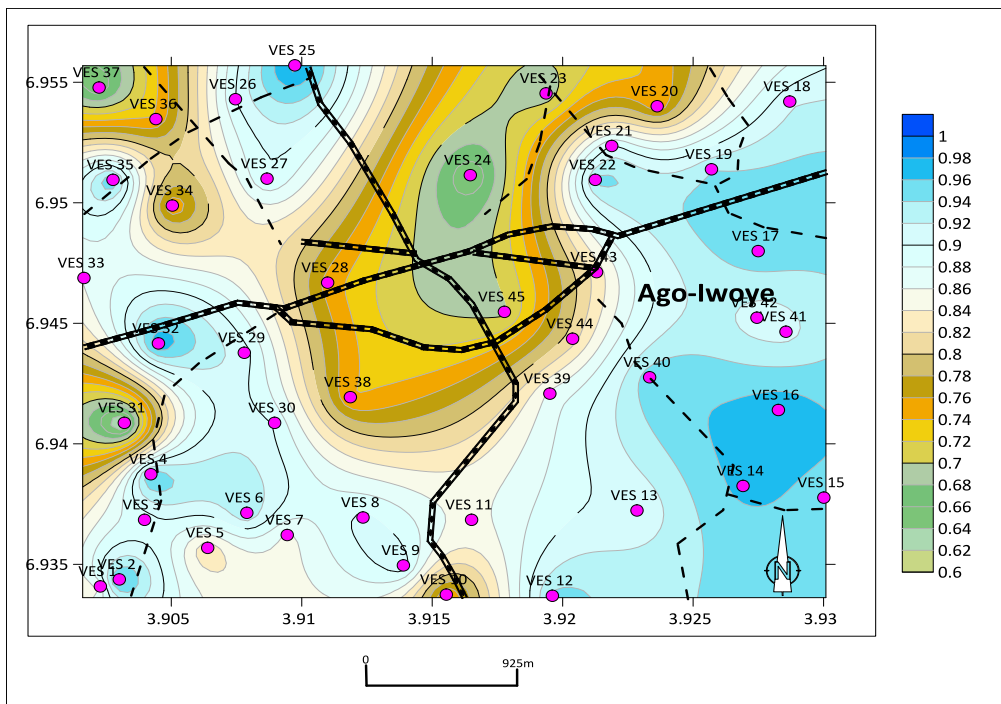 VES 25
VES 37
VES 26
VES 23
VES 20
VES 18
VES 36
VES 21
VES 24
VES 22
VES 19
VES 27
VES 35
VES 34
VES 17
VES 33
VES 28
VES 43
Ago-Iwoye
VES 45
VES 42
VES 41
VES 32
VES 29
VES 44
VES 40
VES 38
VES 39
VES 16
VES 31
VES 30
VES 4
VES 14
VES 15
VES 3
VES 6
VES 8
VES 11
VES 13
VES 5
VES 7
VES 9
VES 1
VES 2
VES 10
VES 12
N
6.955
6.95
6.945
6.94
6.935
3.905
3.91
3.915
3.92
3.925
3.93
1
0.98
0.96
0.94
0.92
0.9
0.88
0.86
0.84
0.82
0.8
0.78
0.76
0.74
0.72
0.7
0.68
0.66
0.64
0.62
0.6
0
925m